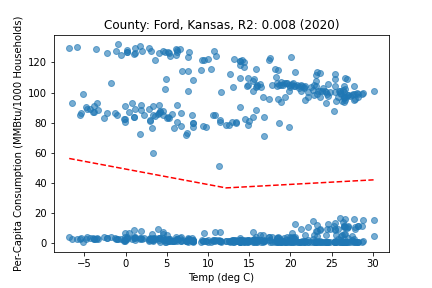 County: Ford, Kansas, R2: 0.008 (2020)
Per-Capita Consumption (MMBtu/1000 Households)
120
100
80
60
40
20
0
−5 0 5 10 15 20 25 30
Temp (deg C)